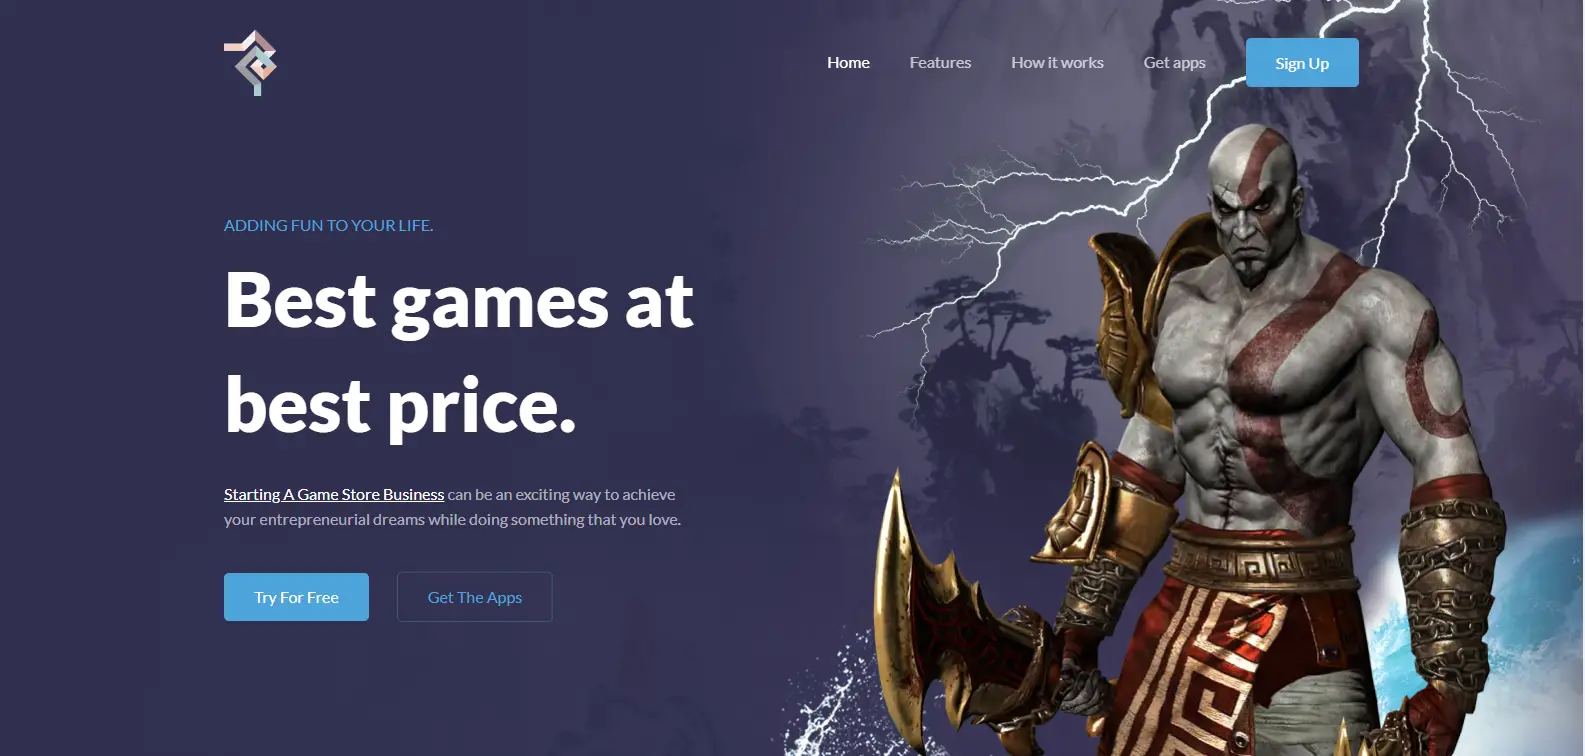 Home
Features
How it works
Get apps
Sign Up
ADDING FUN TO YOUR LIFE.
Best games at
best price.
Starting A Game Store Business can be an exciting way to achieve
your entrepreneurial dreams while doing something that you love.
Try For Free
Get The Apps